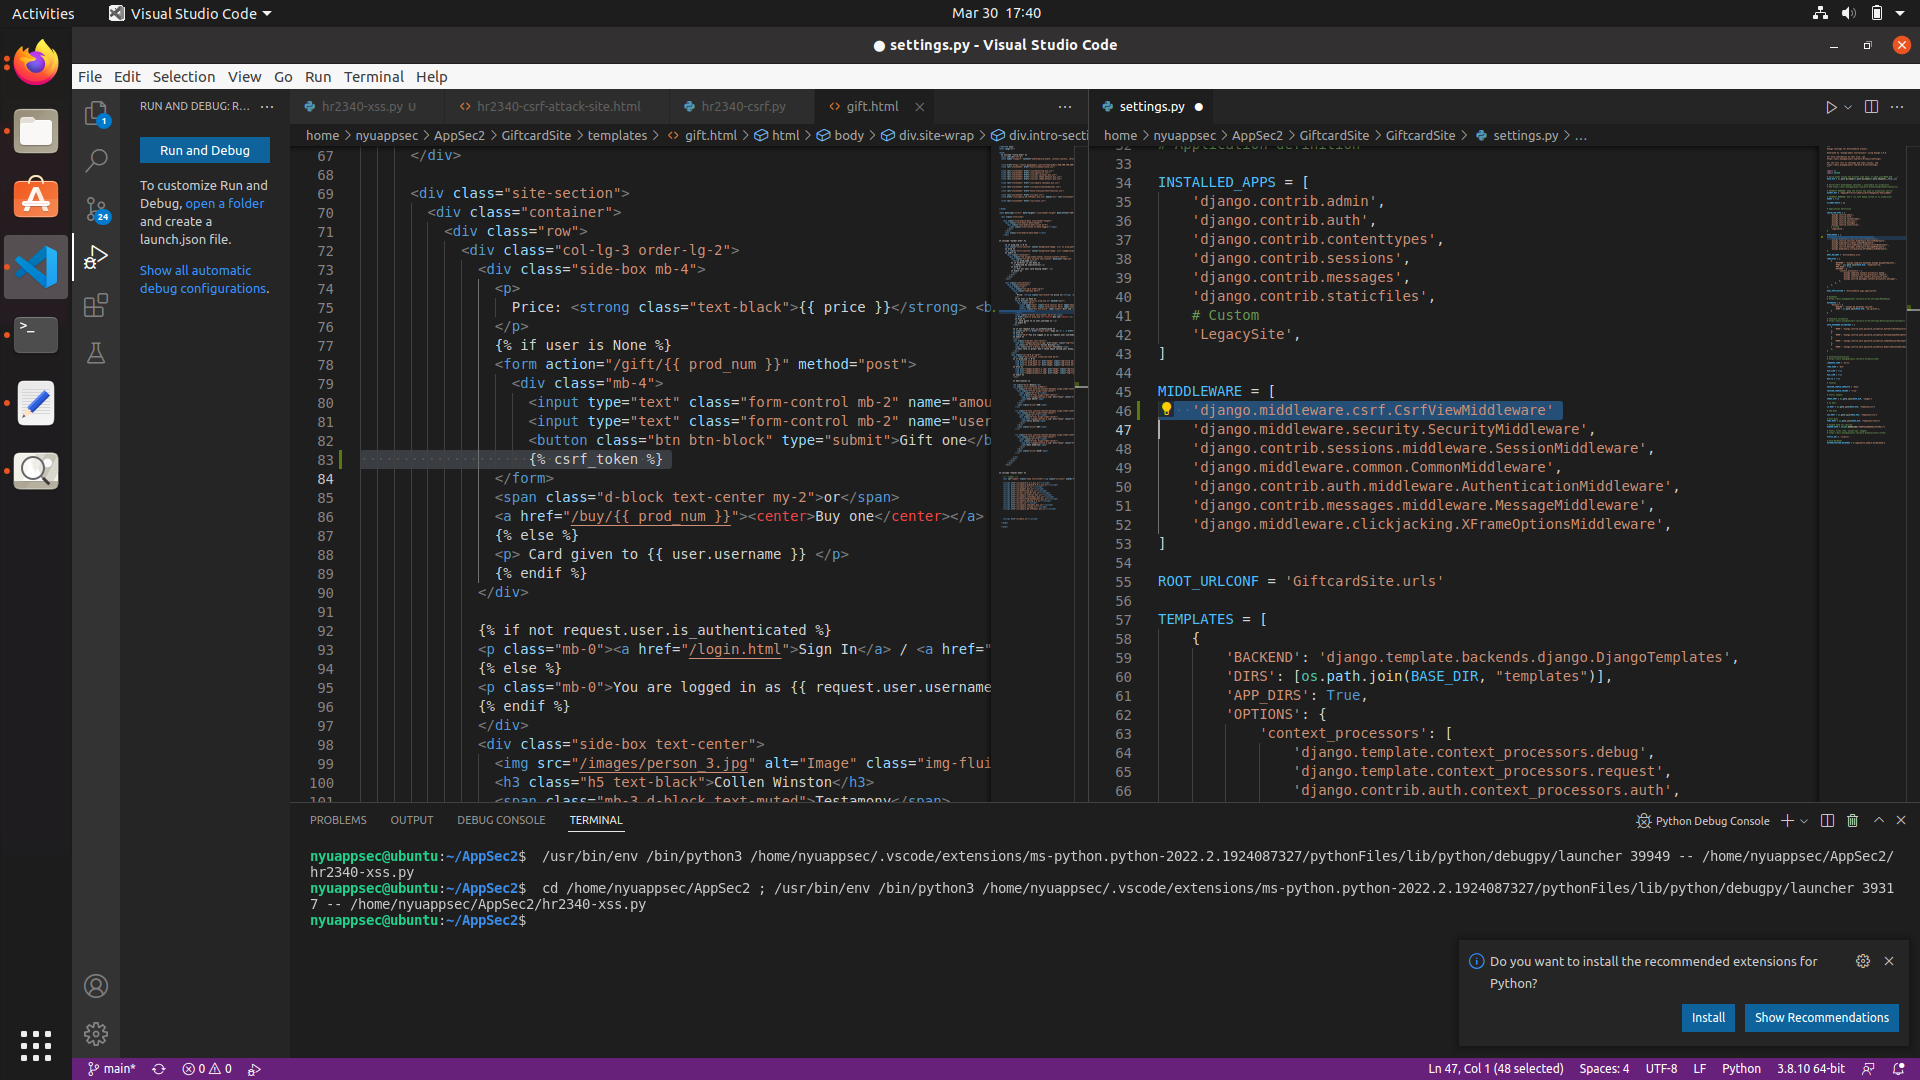 Activities
Visual Studio Code
Mar 30 17:40
● settings.py - Visual Studio Code
File Edit Selection View Go Run Terminal Help
RUN AND DEBUG: R...
Run and Debug
To customize Run and
Debug, open a folder
and create a
launch.json file.
Show all automatic
debug configurations.
1
24
hr2340-xss.py U
hr2340-csrf-attack-site.html
hr2340-csrf.py
gift.html
home > nyuappsec > AppSec2 > GiftcardSite > templates > gift.html > html > body > div.site-wrap > div.intro-secti
67 </div>
68
69 <div class="site-section">
70 <div class="container">
71 <div class="row">
72 <div class="col-lg-3 order-lg-2">
73 <div class="side-box mb-4">
74 <p>
75 Price: <strong class="text-black">{{ price }}</strong> <b
76 </p>
77 {% if user is None %}
78 <form action="/gift/{{ prod_num }}" method="post">
79 <div class="mb-4">
80 <input type="text" class="form-control mb-2" name="amou
81 <input type="text" class="form-control mb-2" name="user
82 <button class="btn btn-block" type="submit">Gift one</b
83 {% csrf_token %}
84 </form>
85 <span class="d-block text-center my-2">or</span>
86 <a href="/buy/{{ prod_num }}"><center>Buy one</center></a>
87 {% else %}
88 <p> Card given to {{ user.username }} </p>
89 {% endif %}
90 </div>
91
92 {% if not request.user.is_authenticated %}
93 <p class="mb-0"><a href="/login.html">Sign In</a> / <a href="
94 {% else %}
95 <p class="mb-0">You are logged in as {{ request.user.username
96 {% endif %}
97 </div>
98 <div class="side-box text-center">
99 <img src="/images/person_3.jpg" alt="Image" class="img-flui
100 <h3 class="h5 text-black">Collen Winston</h3>
101 <span class="mb-3 d-block text-muted">Testamony</span>
settings.py ●
home > nyuappsec > AppSec2 > GiftcardSite > GiftcardSite > settings.py > ...
32 # Application definition
33
34 INSTALLED_APPS = [
35 'django.contrib.admin',
36 'django.contrib.auth',
37 'django.contrib.contenttypes',
38 'django.contrib.sessions',
39 'django.contrib.messages',
40 'django.contrib.staticfiles',
41 # Custom
42 'LegacySite',
43 ]
44
45 MIDDLEWARE = [
46 'django.middleware.csrf.CsrfViewMiddleware'
47 'django.middleware.security.SecurityMiddleware',
48 'django.contrib.sessions.middleware.SessionMiddleware',
49 'django.middleware.common.CommonMiddleware',
50 'django.contrib.auth.middleware.AuthenticationMiddleware',
51 'django.contrib.messages.middleware.MessageMiddleware',
52 'django.middleware.clickjacking.XFrameOptionsMiddleware',
53 ]
54
55 ROOT_URLCONF = 'GiftcardSite.urls'
56
57 TEMPLATES = [
58 {
59 'BACKEND': 'django.template.backends.django.DjangoTemplates',
60 'DIRS': [os.path.join(BASE_DIR, "templates")],
61 'APP_DIRS': True,
62 'OPTIONS': {
63 'context_processors': [
64 'django.template.context_processors.debug',
65 'django.template.context_processors.request',
66 'django.contrib.auth.context_processors.auth',
PROBLEMS OUTPUT DEBUG CONSOLE TERMINAL
Python Debug Console
nyuappsec@ubuntu:~/AppSec2$ /usr/bin/env /bin/python3 /home/nyuappsec/.vscode/extensions/ms-python.python-2022.2.1924087327/pythonFiles/lib/python/debugpy/launcher 39949 -- /home/nyuappsec/AppSec2/
hr2340-xss.py
nyuappsec@ubuntu:~/AppSec2$ cd /home/nyuappsec/AppSec2 ; /usr/bin/env /bin/python3 /home/nyuappsec/.vscode/extensions/ms-python.python-2022.2.1924087327/pythonFiles/lib/python/debugpy/launcher 3931
7 -- /home/nyuappsec/AppSec2/hr2340-xss.py
nyuappsec@ubuntu:~/AppSec2$
Do you want to install the recommended extensions for
Python?
Install
Show Recommendations
main*
0 0
Ln 47, Col 1 (48 selected)
Spaces: 4
UTF-8
LF
Python
3.8.10 64-bit